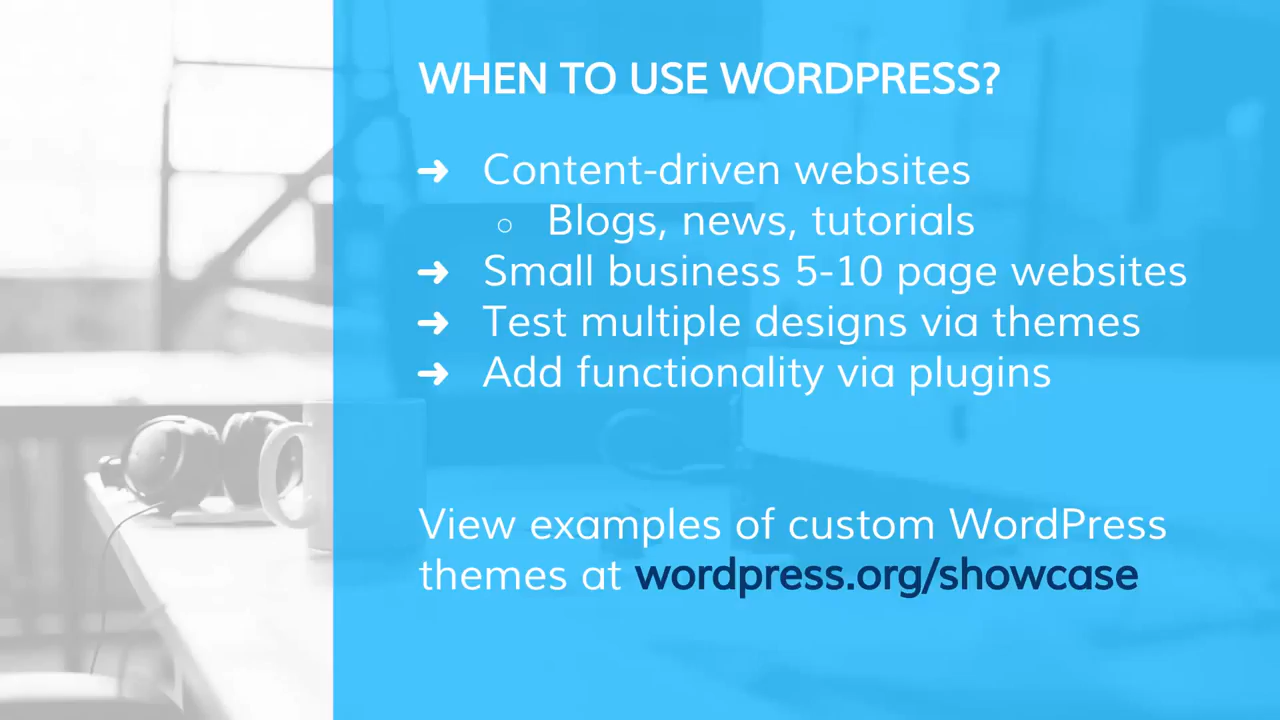 WHEN TO USE WORDPRESS?
➜ Content-driven websites
○ Blogs, news, tutorials
➜ Small business 5-10 page websites
➜ Test multiple designs via themes
➜ Add functionality via plugins
View examples of custom WordPress
themes at wordpress.org/showcase